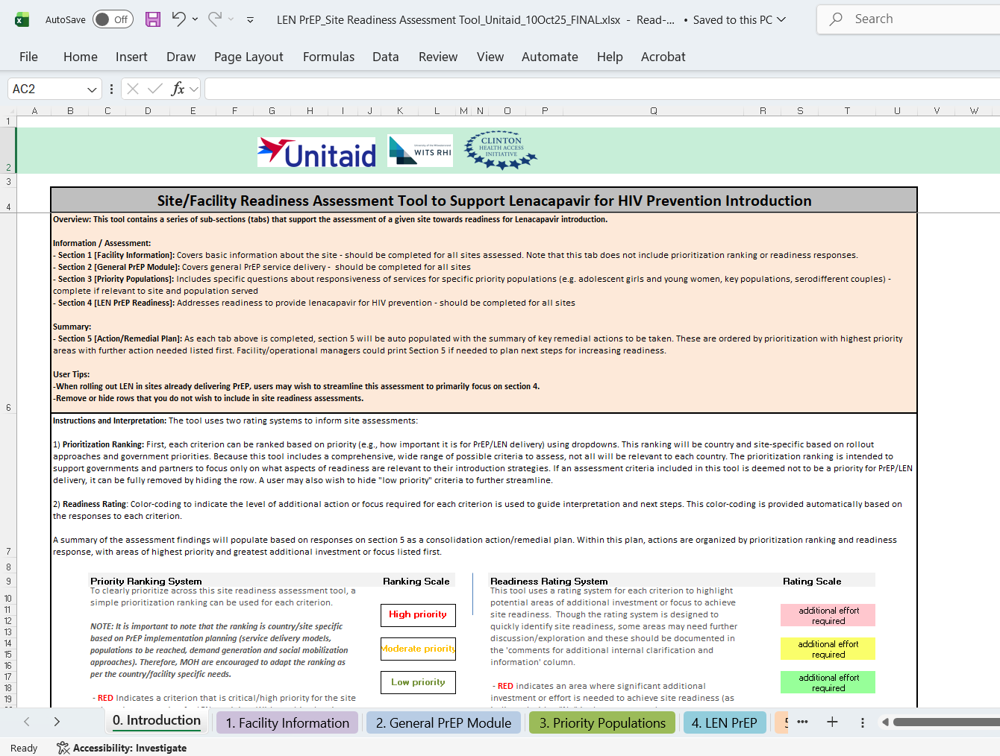 AutoSave Off LEN PrEP_Site Readiness Assessment Tool_Unitaid_10Oct25_FINAL.xlsx - Read-... • Saved to this PC Search
File Home Insert Draw Page Layout Formulas Data Review View Automate Help Acrobat
AC2 fx
A B C D E F G H I J K L M N O P Q R S T U V W
1
Unitaid
University of the Witwatersrand
WITS RHI
CLINTON
HEALTH ACCESS
INITIATIVE
2
3
4 Site/Facility Readiness Assessment Tool to Support Lenacapavir for HIV Prevention Introduction
Overview: This tool contains a series of sub-sections (tabs) that support the assessment of a given site towards readiness for Lenacapavir introduction.
Information / Assessment:
- Section 1 [Facility Information]: Covers basic information about the site - should be completed for all sites assessed. Note that this tab does not include prioritization ranking or readiness responses.
- Section 2 [General PrEP Module]: Covers general PrEP service delivery - should be completed for all sites
- Section 3 [Priority Populations]: Includes specific questions about responsiveness of services for specific priority populations (e.g. adolescent girls and young women, key populations, serodifferent couples) -
complete if relevant to site and population served
- Section 4 [LEN PrEP Readiness]: Addresses readiness to provide lenacapavir for HIV prevention - should be completed for all sites
Summary:
- Section 5 [Action/Remedial Plan]: As each tab above is completed, section 5 will be auto populated with the summary of key remedial actions to be taken. These are ordered by prioritization with highest priority
areas with further action needed listed first. Facility/operational managers could print Section 5 if needed to plan next steps for increasing readiness.
User Tips:
-When rolling out LEN in sites already delivering PrEP, users may wish to streamline this assessment to primarily focus on section 4.
-Remove or hide rows that you do not wish to include in site readiness assessments.
6
Instructions and Interpretation: The tool uses two rating systems to inform site assessments:
1) Prioritization Ranking: First, each criterion can be ranked based on priority (e.g., how important it is for PrEP/LEN delivery) using dropdowns. This ranking will be country and site-specific based on rollout
approaches and government priorities. Because this tool includes a comprehensive, wide range of possible criteria to assess, not all will be relevant to each country. The prioritization ranking is intended to
support governments and partners to focus only on what aspects of readiness are relevant to their introduction strategies. If an assessment criteria included in this tool is deemed not to be a priority for PrEP/LEN
delivery, it can be fully removed by hiding the row. A user may also wish to hide "low priority" criteria to further streamline.
2) Readiness Rating: Color-coding to indicate the level of additional action or focus required for each criterion is used to guide interpretation and next steps. This color-coding is provided automatically based on
the responses to each criterion.
A summary of the assessment findings will populate based on responses on section 5 as a consolidation action/remedial plan. Within this plan, actions are organized by prioritization ranking and readiness
response, with areas of highest priority and greatest additional investment or focus listed first.
7
8
9
10
11
12
13
14
15
16
17
18
19
Priority Ranking System Ranking Scale
To clearly prioritize across this site readiness assessment tool, a
simple prioritization ranking can be used for each criterion.
NOTE: It is important to note that the ranking is country/site specific
based on PrEP implementation planning (service delivery models,
populations to be reached, demand generation and social mobilization
approaches). Therefore, MOH are encouraged to adapt the ranking as
per the country/facility specific needs.
- RED Indicates a criterion that is critical/high priority for the site
High priority
Moderate priority
Low priority
Readiness Rating System Rating Scale
This tool uses a rating system for each criterion to highlight
potential areas of additional investment or focus to achieve
site readiness. Though the rating system is designed to
quickly identify site readiness, some areas may need further
discussion/exploration and these should be documented in
the 'comments for additional internal clarification and
information' column.
- RED indicates an area where significant additional
investment or effort is needed to achieve site readiness (as
additional effort
required
additional effort
required
additional effort
required
0. Introduction 1. Facility Information 2. General PrEP Module 3. Priority Populations 4. LEN PrEP 5
Ready Accessibility: Investigate